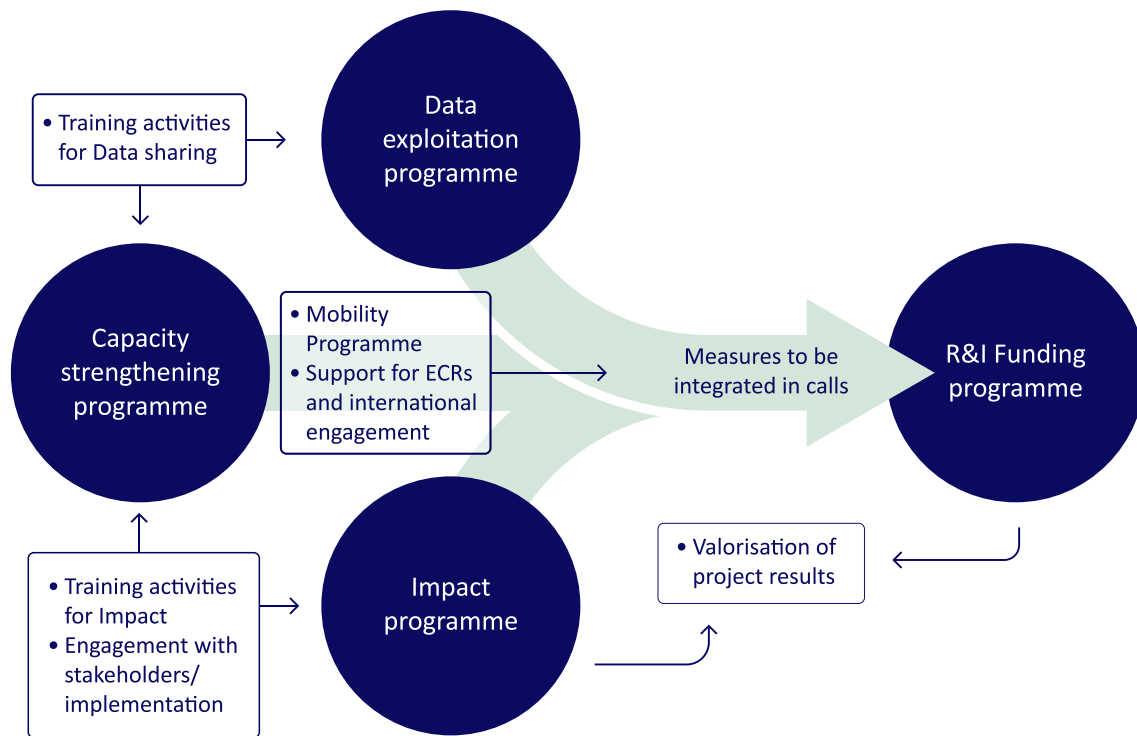 Data
exploitation
programme
• Training activities
for Data sharing
Capacity
strengthening
programme
• Mobility
Programme
• Support for ECRs
and international
engagement
Measures to be
integrated in calls
R&I Funding
programme
• Training activities
for Impact
• Engagement with
stakeholders/
implementation
Impact
programme
• Valorisation of
project results